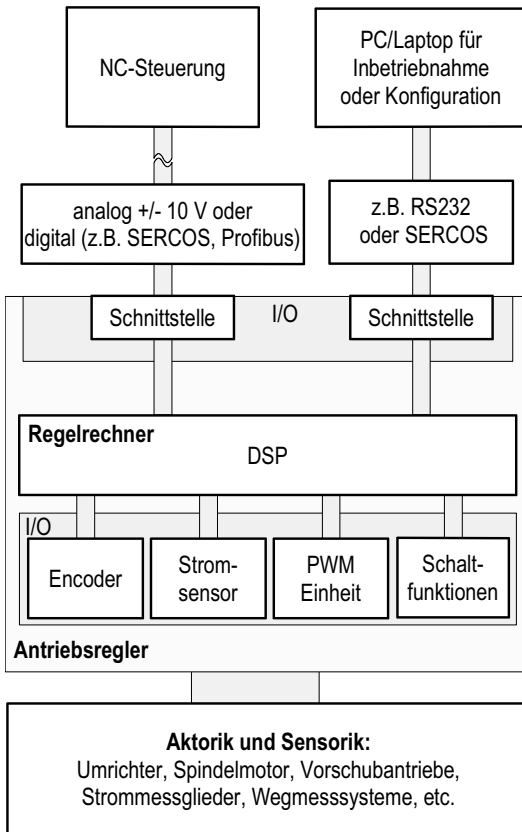 NC-Steuerung
PC/Laptop für
Inbetriebnahme
oder Konfiguration
analog +/- 10 V oder
digital (z.B. SERCOS, Profibus)
z.B. RS232
oder SERCOS
Schnittstelle
I/O
Schnittstelle
Regelrechner
DSP
I/O
Encoder
Strom-
sensor
PWM
Einheit
Schalt-
funktionen
Antriebsregler
Aktorik und Sensorik:
Umrichter, Spindelmotor, Vorschubantriebe,
Strommessglieder, Wegmesssysteme, etc.